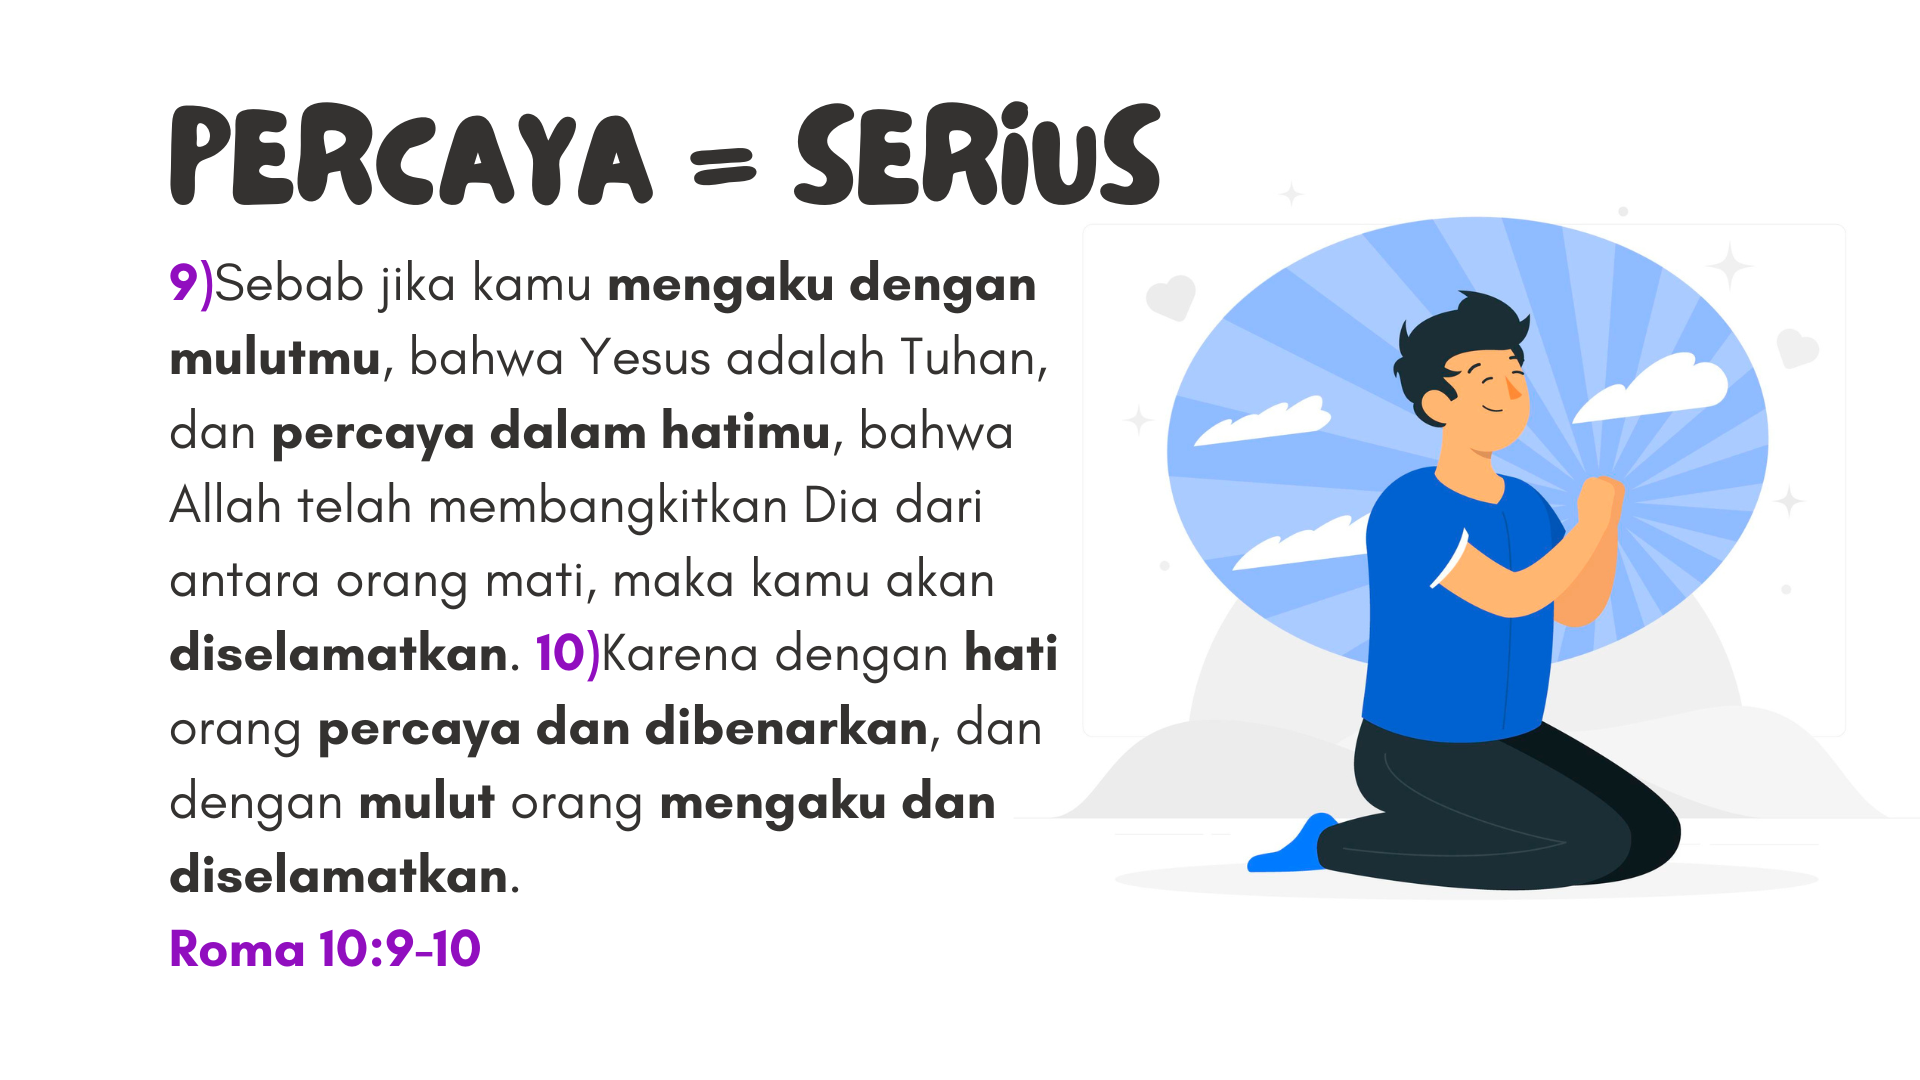 PERCAYA = SERiUS
9)Sebab jika kamu mengaku dengan
mulutmu, bahwa Yesus adalah Tuhan,
dan percaya dalam hatimu, bahwa
Allah telah membangkitkan Dia dari
antara orang mati, maka kamu akan
diselamatkan. 10)Karena dengan hati
orang percaya dan dibenarkan, dan
dengan mulut orang mengaku dan
diselamatkan.
Roma 10:9-10